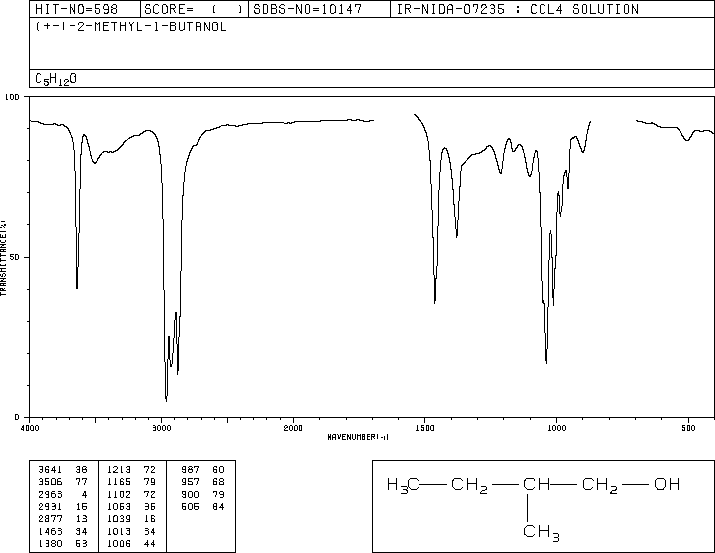 HIT-NO=598 SCORE= ( ) SDBS-NO=10147 IR-NIDA-07235 : CCL4 SOLUTION
(+-)-2-METHYL-1-BUTANOL
C5H12O
100
50
0
TRANSMITTANCE(%)
4000 3000 2000 1500 1000 500
WAVENUMBER(-1)
3641 38 1213 72 987 60
3506 77 1165 79 957 68
2963 4 1102 72 900 79
2931 15 1053 36 505 84
2877 13 1039 16
1463 34 1013 34
1380 53 1006 44
H3C CH2 CH CH2 OH
CH3